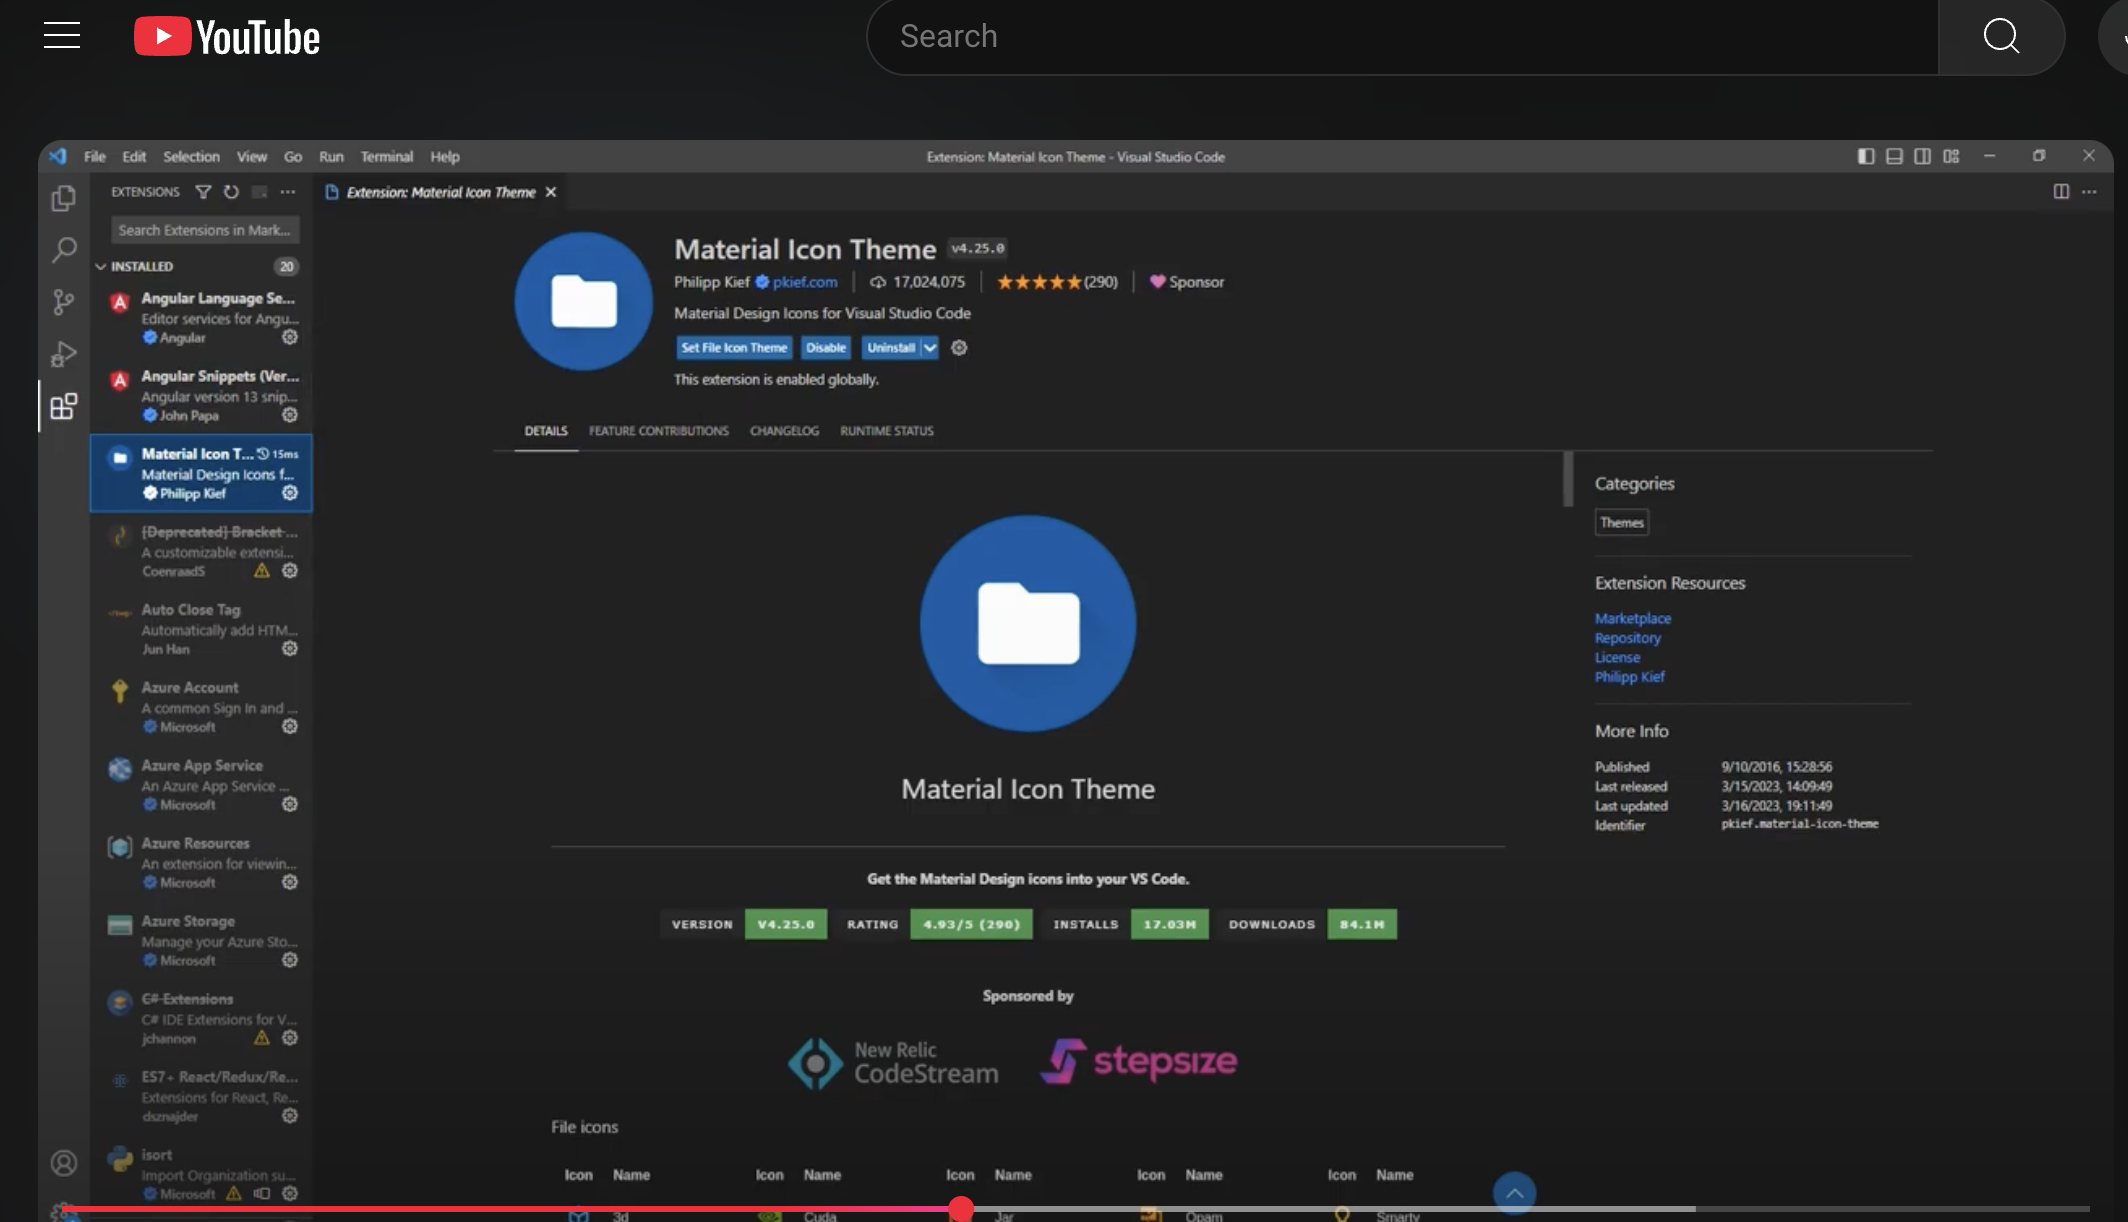 YouTube
Search
File Edit Selection View Go Run Terminal Help
Extension: Material Icon Theme - Visual Studio Code
EXTENSIONS
Extension: Material Icon Theme
Search Extensions in Mark...
INSTALLED 20
Angular Language Se...
Editor services for Angu...
Angular
Angular Snippets (Ver...
Angular version 13 snip...
John Papa
Material Icon T... 15ms
Material Design Icons f...
Philipp Kief
[Deprecated] Bracket ...
A customizable extensi...
CoenraadS
Auto Close Tag
Automatically add HTM...
Jun Han
Azure Account
A common Sign In and ...
Microsoft
Azure App Service
An Azure App Service ...
Microsoft
Azure Resources
An extension for viewin...
Microsoft
Azure Storage
Manage your Azure Sto...
Microsoft
C# Extensions
C# IDE Extensions for V...
jchannon
ES7+ React/Redux/Re...
Extensions for React, Re...
dsznajder
isort
Import Organization su...
Microsoft
Material Icon Theme v4.25.0
Philipp Kief pkief.com 17,024,075 (290) Sponsor
Material Design Icons for Visual Studio Code
Set File Icon Theme Disable Uninstall
This extension is enabled globally.
DETAILS FEATURE CONTRIBUTIONS CHANGELOG RUNTIME STATUS
Material Icon Theme
Get the Material Design icons into your VS Code.
VERSION V4.25.0 RATING 4.93/5 (290) INSTALLS 17.03M DOWNLOADS 84.1M
Sponsored by
New Relic
CodeStream
stepsize
File icons
Icon Name Icon Name Icon Name Icon Name Icon Name
3d Cuda Jar Opam Smarty
Categories
Themes
Extension Resources
Marketplace
Repository
License
Philipp Kief
More Info
Published 9/10/2016, 15:28:56
Last released 3/15/2023, 14:09:49
Last updated 3/16/2023, 19:11:49
Identifier pkief.material-icon-theme